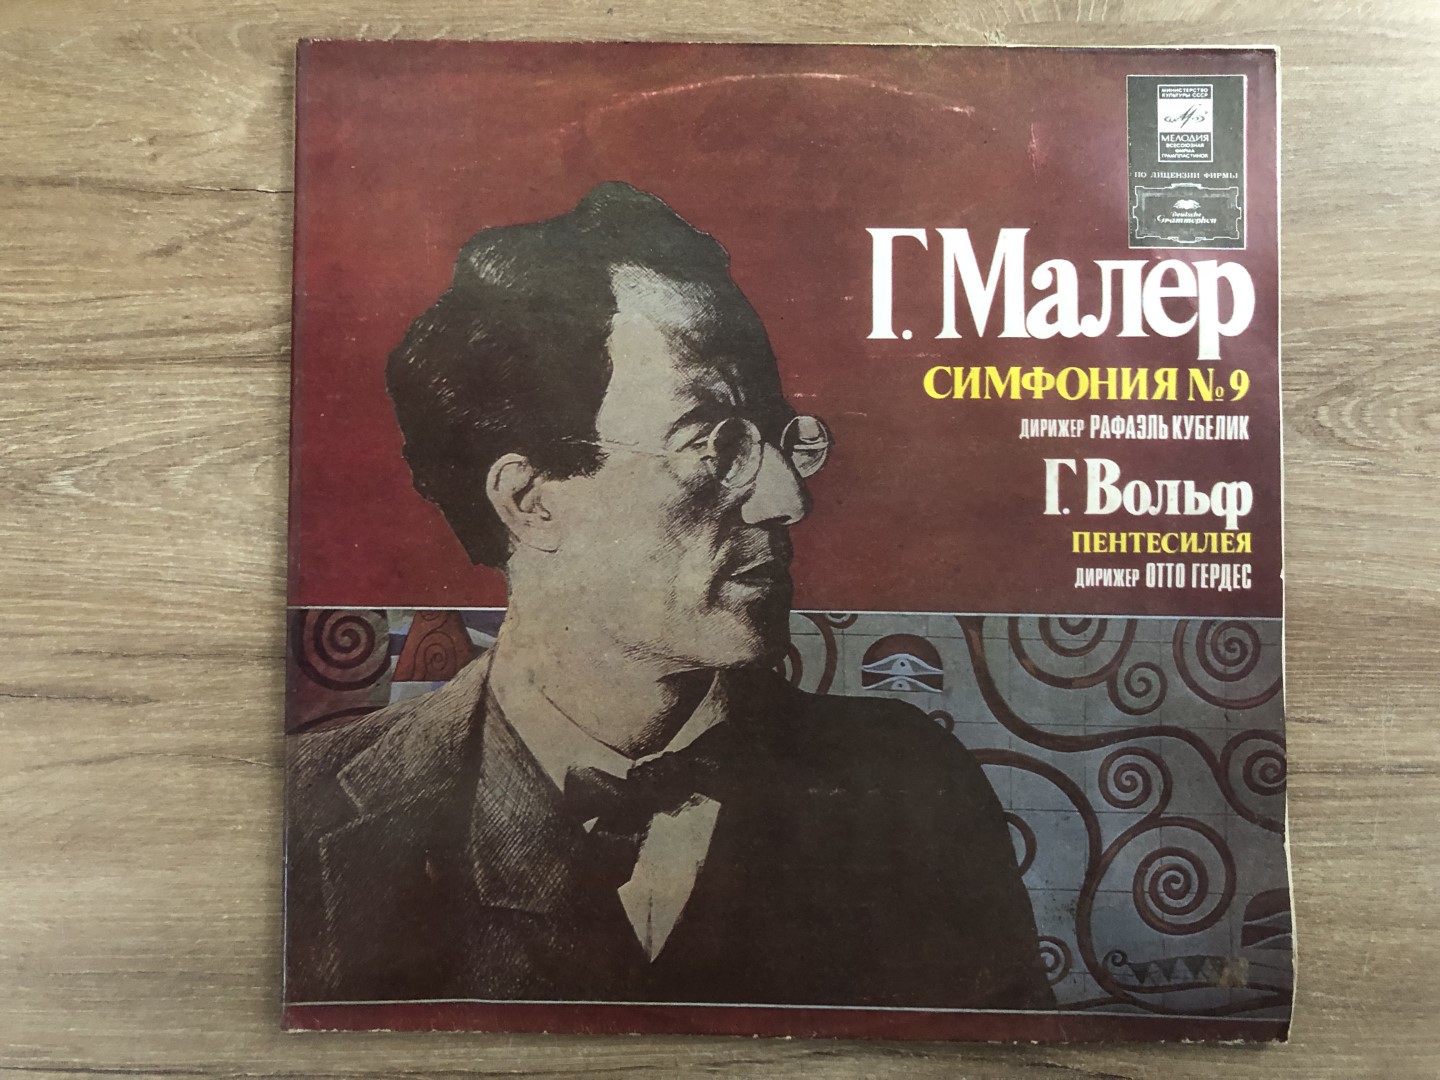 МИНИСТЕРСТВО
КУЛЬТУРЫ СССР
МЕЛОДИЯ
ВСЕСОЮЗНАЯ
ФИРМА
ГРАМПЛАСТИНОК
ПО ЛИЦЕНЗИИ ФИРМЫ
Deutsche
Grammophon
Г. Малер
СИМФОНИЯ № 9
ДИРИЖЕР РАФАЭЛЬ КУБЕЛИК
Г. Вольф
ПЕНТЕСИЛЕЯ
ДИРИЖЕР ОТТО ГЕРДЕС